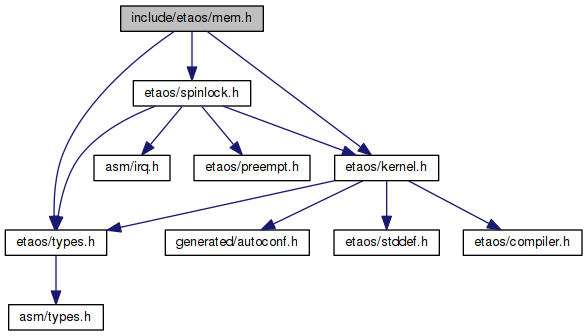 include/etaos/mem.h
etaos/spinlock.h
asm/irq.h
etaos/preempt.h
etaos/kernel.h
etaos/types.h
generated/autoconf.h
etaos/stddef.h
etaos/compiler.h
asm/types.h